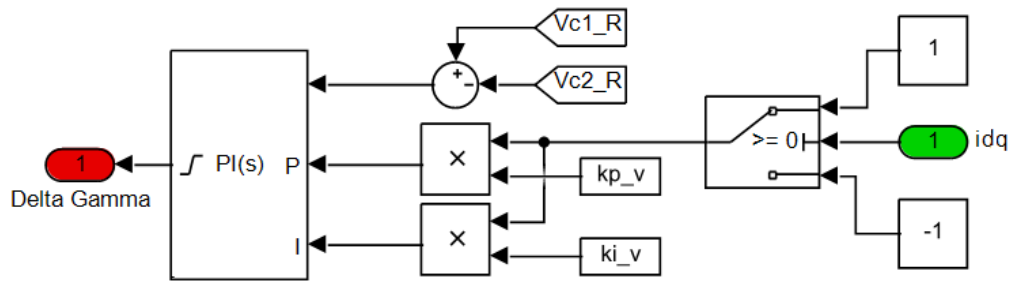 Vc1_R
1
+
−
Vc2_R
>= 0
1
idq
1
PI(s)
P
×
kp_v
Delta Gamma
I
×
ki_v
-1